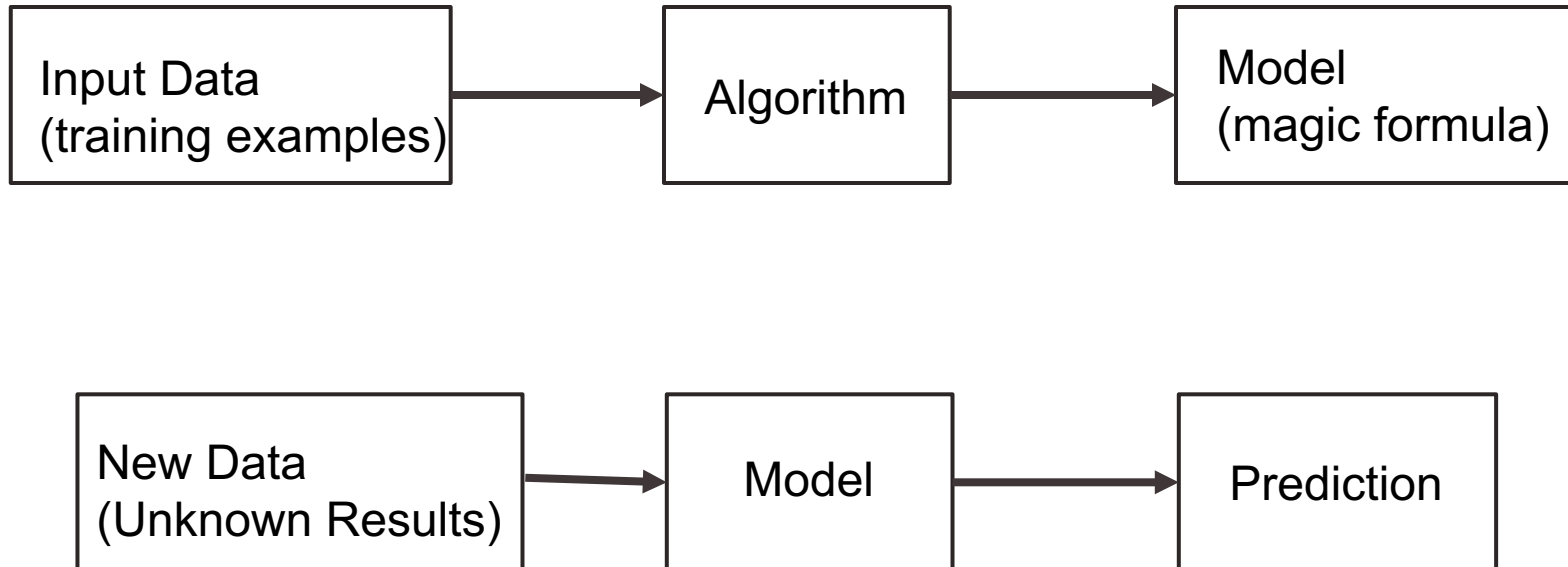 Input Data
(training examples)
Algorithm
Model
(magic formula)
New Data
(Unknown Results)
Model
Prediction